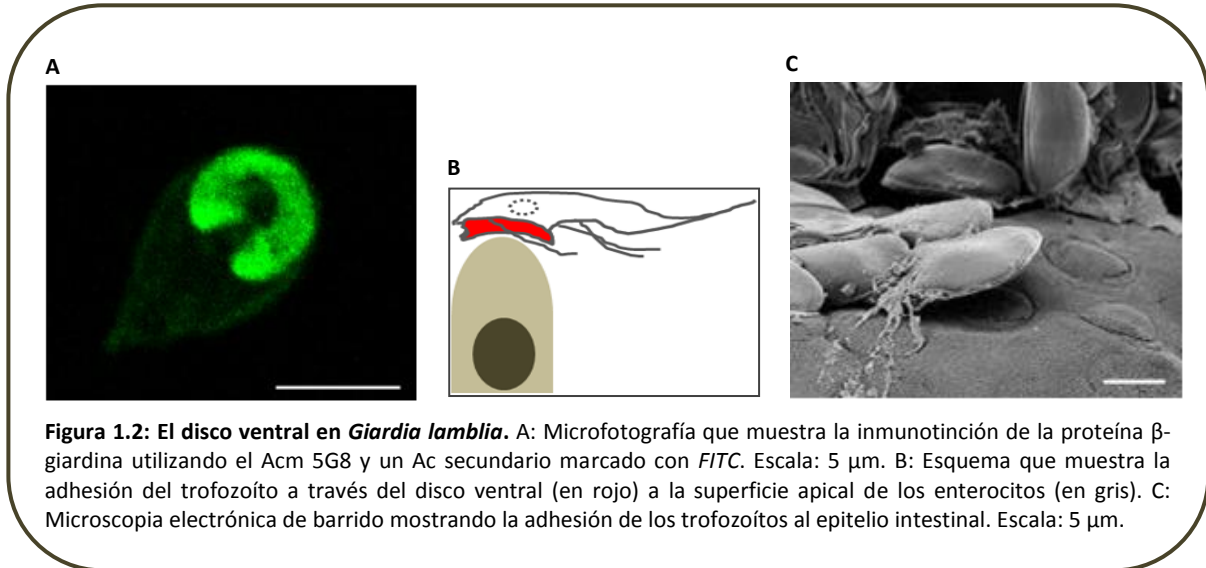 A
C
B
Figura 1.2: El disco ventral en Giardia lamblia. A: Microfotografía que muestra la inmunotinción de la proteína β-
giardina utilizando el Acm 5G8 y un Ac secundario marcado con FITC. Escala: 5 μm. B: Esquema que muestra la
adhesión del trofozoíto a través del disco ventral (en rojo) a la superficie apical de los enterocitos (en gris). C:
Microscopia electrónica de barrido mostrando la adhesión de los trofozoítos al epitelio intestinal. Escala: 5 μm.